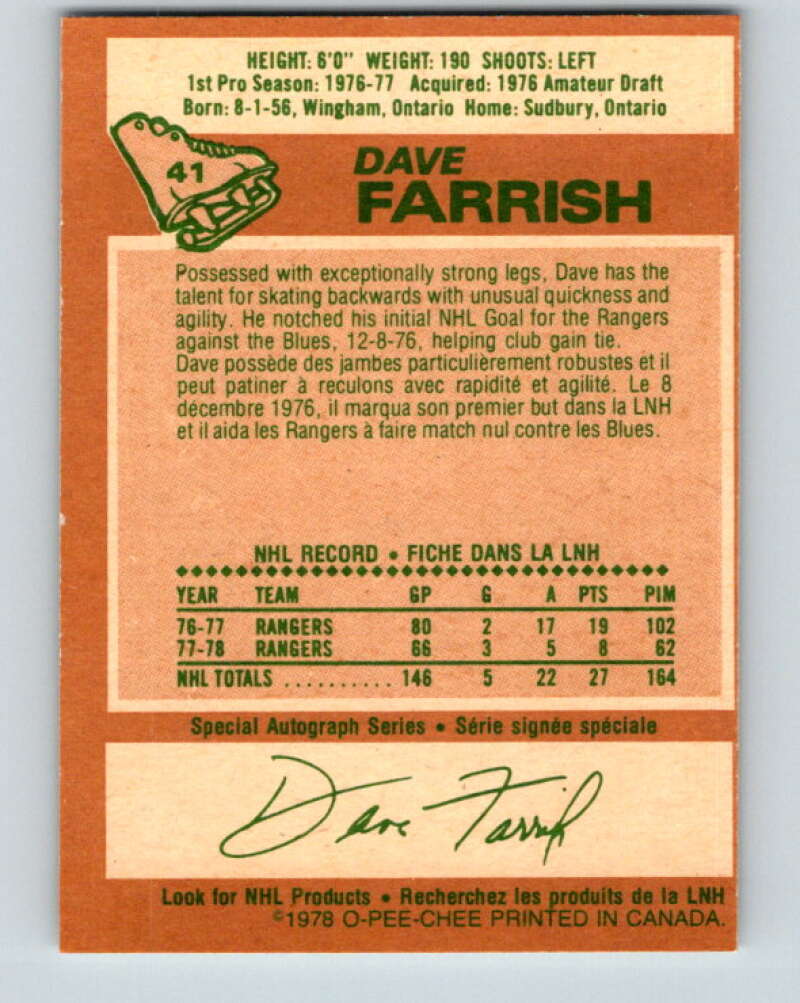 HEIGHT: 6'0" WEIGHT: 190 SHOOTS: LEFT
1st Pro Season: 1976-77 Acquired: 1976 Amateur Draft
Born: 8-1-56, Wingham, Ontario Home: Sudbury, Ontario
41
DAVE
FARRISH
Possessed with exceptionally strong legs, Dave has the
talent for skating backwards with unusual quickness and
agility. He notched his initial NHL Goal for the Rangers
against the Blues, 12-8-76, helping club gain tie.
Dave possède des jambes particulièrement robustes et il
peut patiner à reculons avec rapidité et agilité. Le 8
décembre 1976, il marqua son premier but dans la LNH
et il aida les Rangers à faire match nul contre les Blues.
NHL RECORD • FICHE DANS LA LNH
YEAR TEAM GP G A PTS PIM
76-77 RANGERS 80 2 17 19 102
77-78 RANGERS 66 3 5 8 62
NHL TOTALS .......... 146 5 22 27 164
Special Autograph Series • Série signée spéciale
Dave Farrish
Look for NHL Products • Recherchez les produits de la LNH
©1978 O-PEE-CHEE PRINTED IN CANADA.